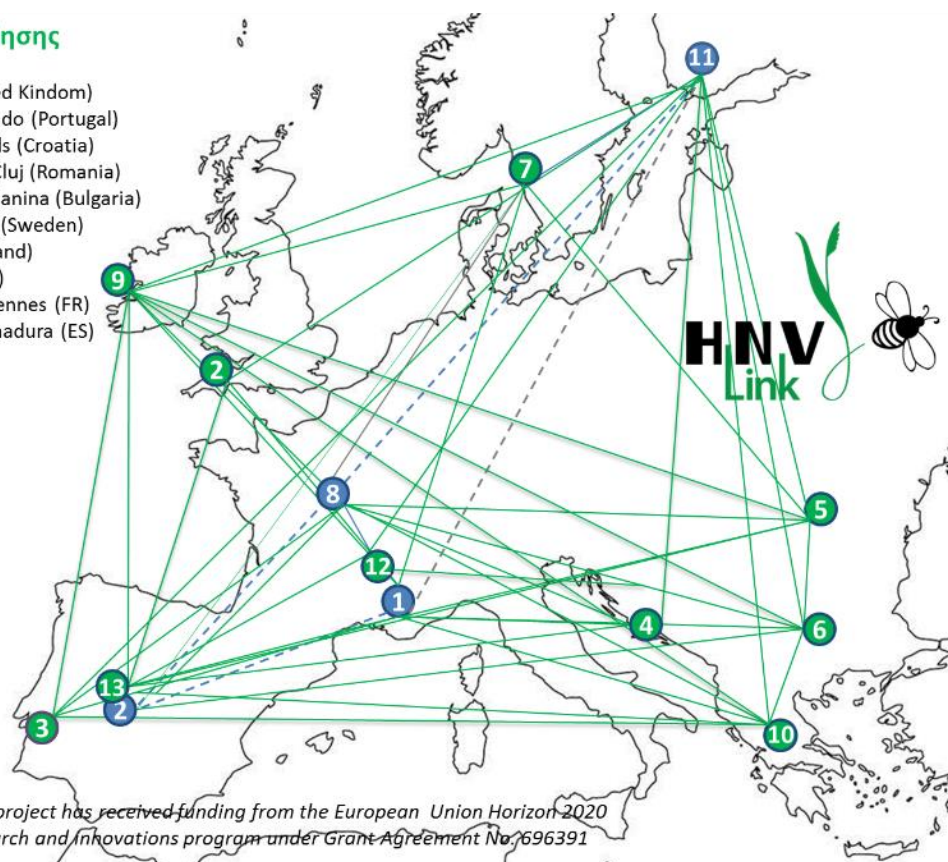 ησης
ed Kindom)
do (Portugal)
ls (Croatia)
Cluj (Romania)
anina (Bulgaria)
(Sweden)
and)
)
ennes (FR)
nadura (ES)
11
7
9
2
8
5
12
1
4
6
13
2
3
10
HNV
Link
project has received funding from the European Union Horizon 2020
arch and innovations program under Grant Agreement No. 696391